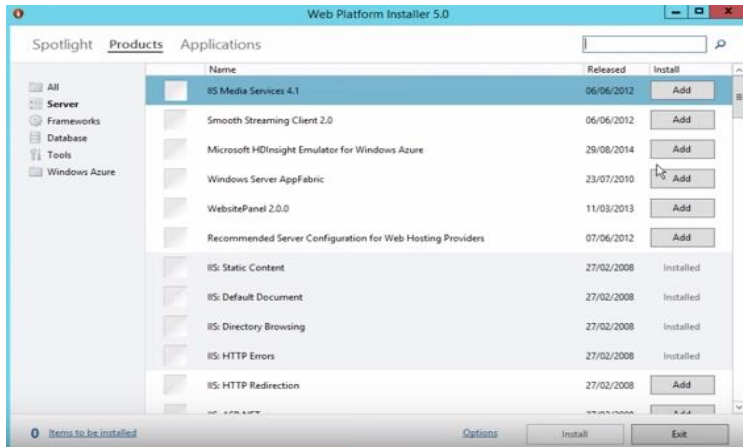 Web Platform Installer 5.0
Spotlight Products Applications
Name Released Install
All
Server
Frameworks
Database
Tools
Windows Azure
IIS Media Services 4.1 06/06/2012 Add
Smooth Streaming Client 2.0 06/06/2012 Add
Microsoft HDInsight Emulator for Windows Azure 29/08/2014 Add
Windows Server AppFabric 23/07/2010 Add
WebsitePanel 2.0.0 11/03/2013 Add
Recommended Server Configuration for Web Hosting Providers 07/06/2012 Add
IIS: Static Content 27/02/2008 Installed
IIS: Default Document 27/02/2008 Installed
IIS: Directory Browsing 27/02/2008 Installed
IIS: HTTP Errors 27/02/2008 Installed
IIS: HTTP Redirection 27/02/2008 Add
0 Items to be installed Options Install Exit